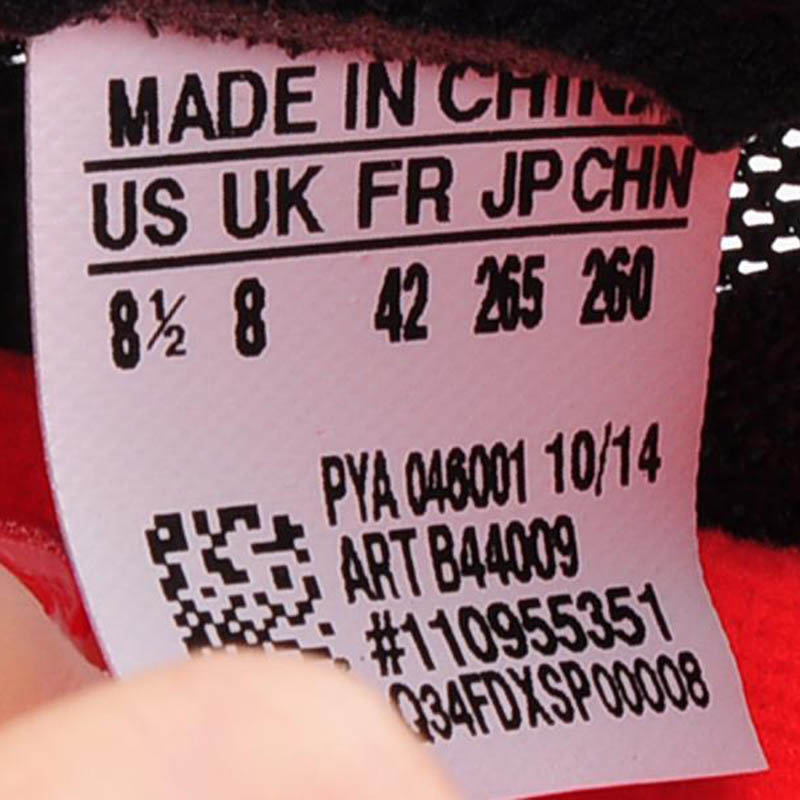 MADE IN CHINA
US UK FR JP CHN
8½ 8 42 265 260
PYA 046001 10/14
ART B44009
#110955351
Q34FDXSP00008